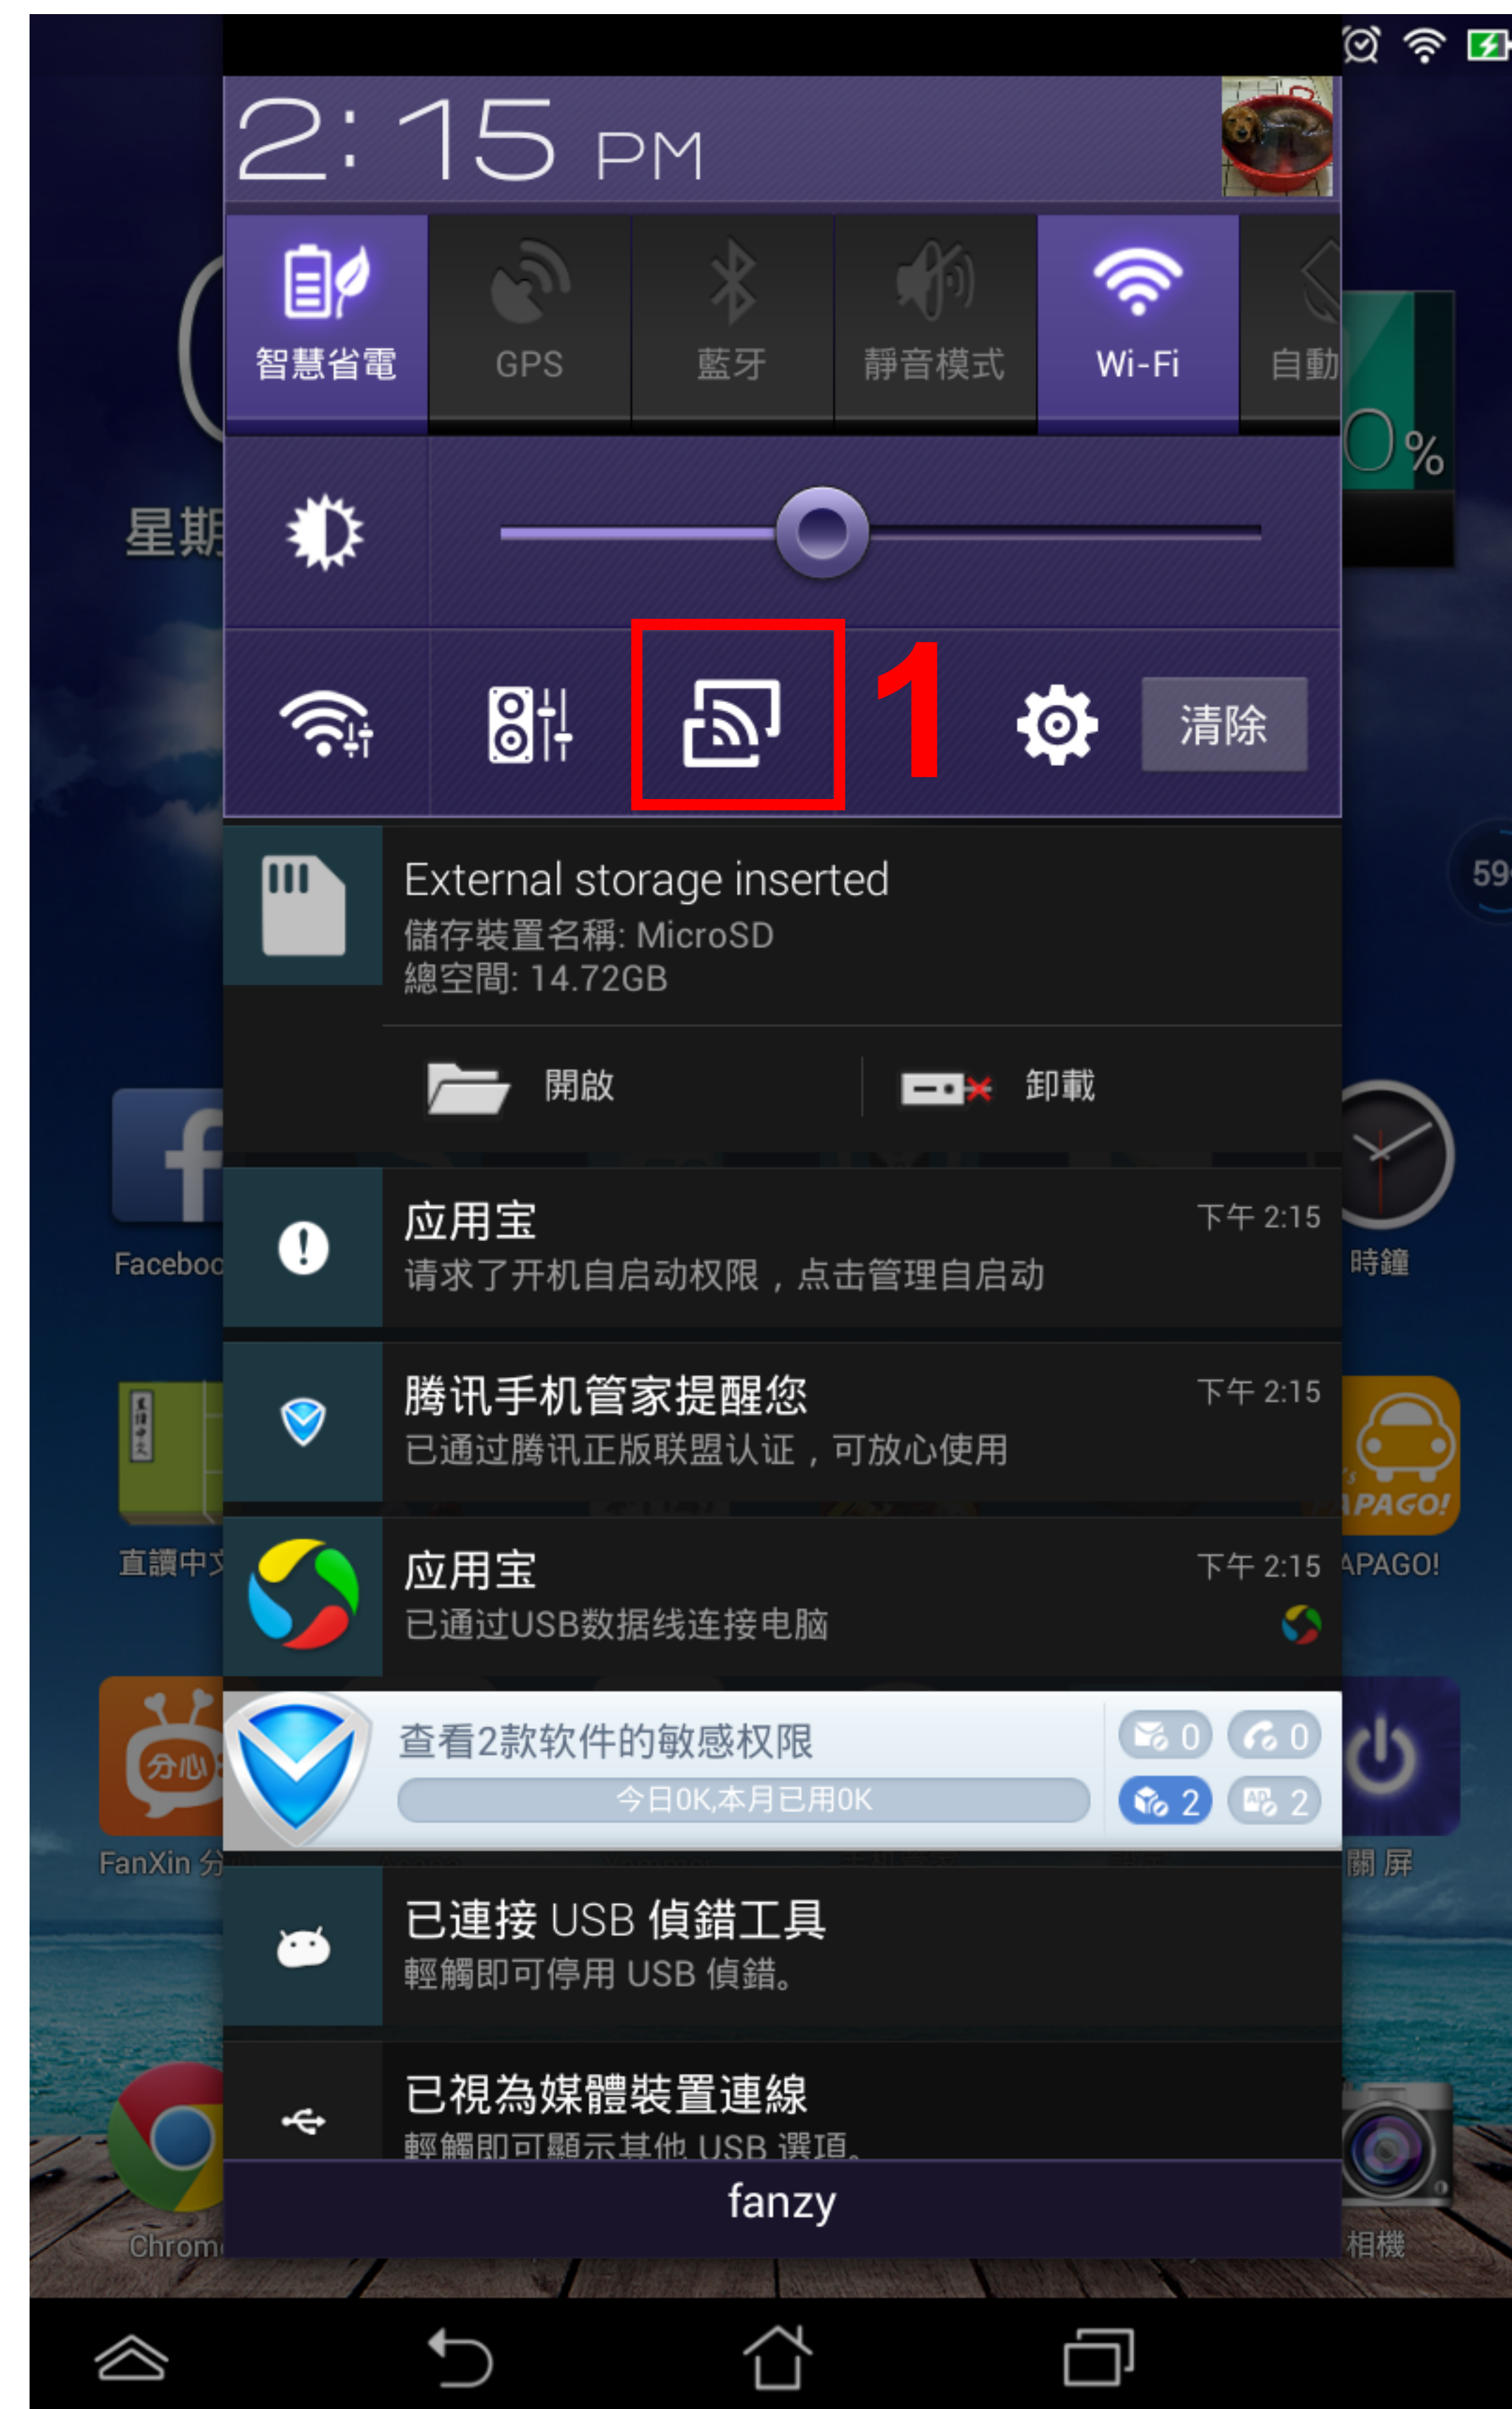 2:15 PM
智慧省電
GPS
藍牙
靜音模式
Wi-Fi
自動
0%
星期
1
清除
59
External storage inserted
儲存裝置名稱: MicroSD
總空間: 14.72GB
開啟
卸載
应用宝
下午 2:15
请求了开机自启动权限，点击管理自启动
Faceboo
時鐘
腾讯手机管家提醒您
下午 2:15
已通过腾讯正版联盟认证，可放心使用
直讀中文
PAPAGO!
直讀中文
APAGO!
应用宝
下午 2:15
已通过USB数据线连接电脑
分心
查看2款软件的敏感权限
0
0
今日0K,本月已用0K
2
AD
2
FanXin 分
關屏
已連接 USB 偵錯工具
輕觸即可停用 USB 偵錯。
已視為媒體裝置連線
輕觸即可顯示其他 USB 選項。
fanzy
Chrom
相機